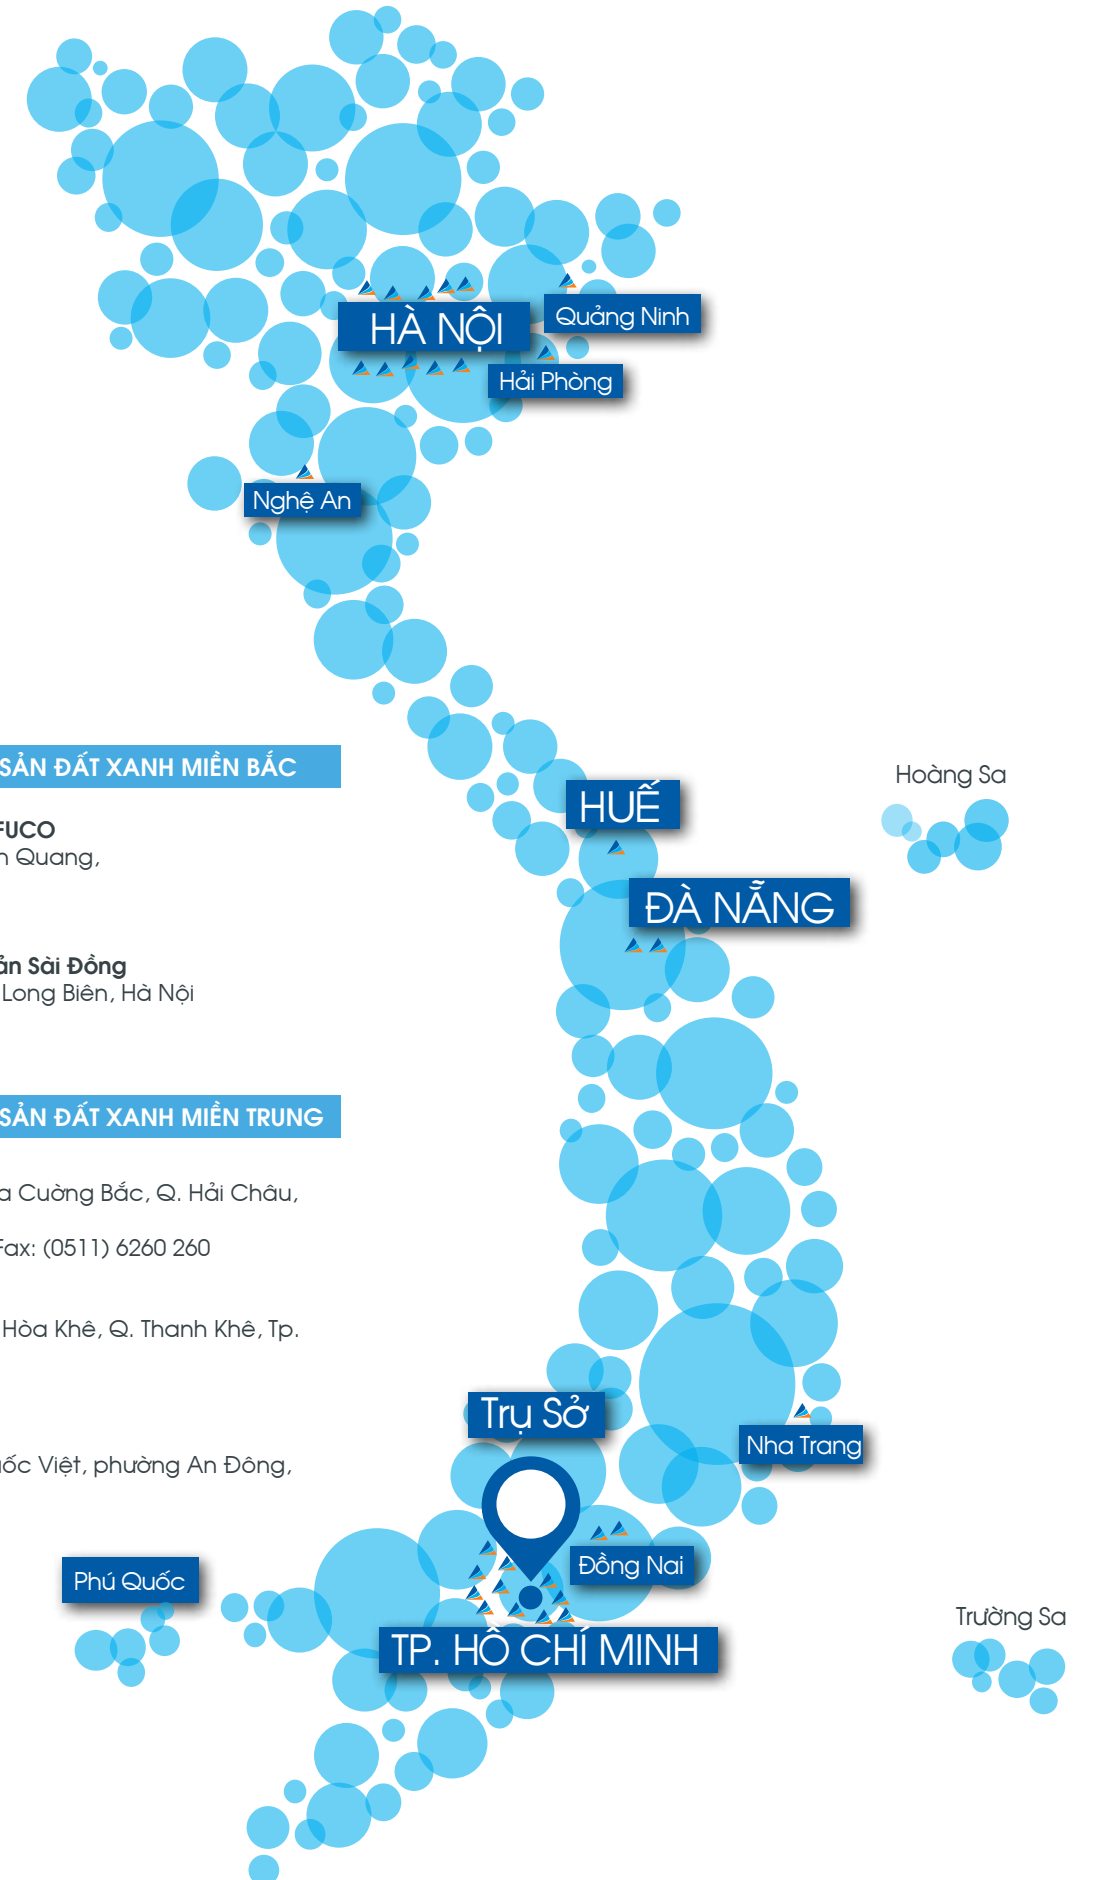 HÀ NỘI
Quảng Ninh
Hải Phòng
Nghệ An
SẢN ĐẤT XANH MIỀN BẮC
FUCO
Quang,
Sài Đồng
Long Biên, Hà Nội
HUẾ
Hoàng Sa
ĐÀ NẴNG
SẢN ĐẤT XANH MIỀN TRUNG
Cường Bắc, Q. Hải Châu,
Fax: (0511) 6260 260
Hòa Khê, Q. Thanh Khê, Tp.
Trụ Sở
Nha Trang
Việt, phường An Đông,
Đồng Nai
Phú Quốc
TP. HỒ CHÍ MINH
Trường Sa